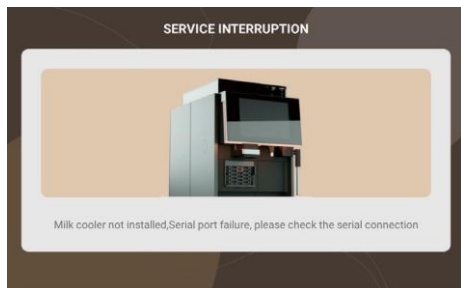 SERVICE INTERRUPTION
Milk cooler not installed,Serial port failure, please check the serial connection